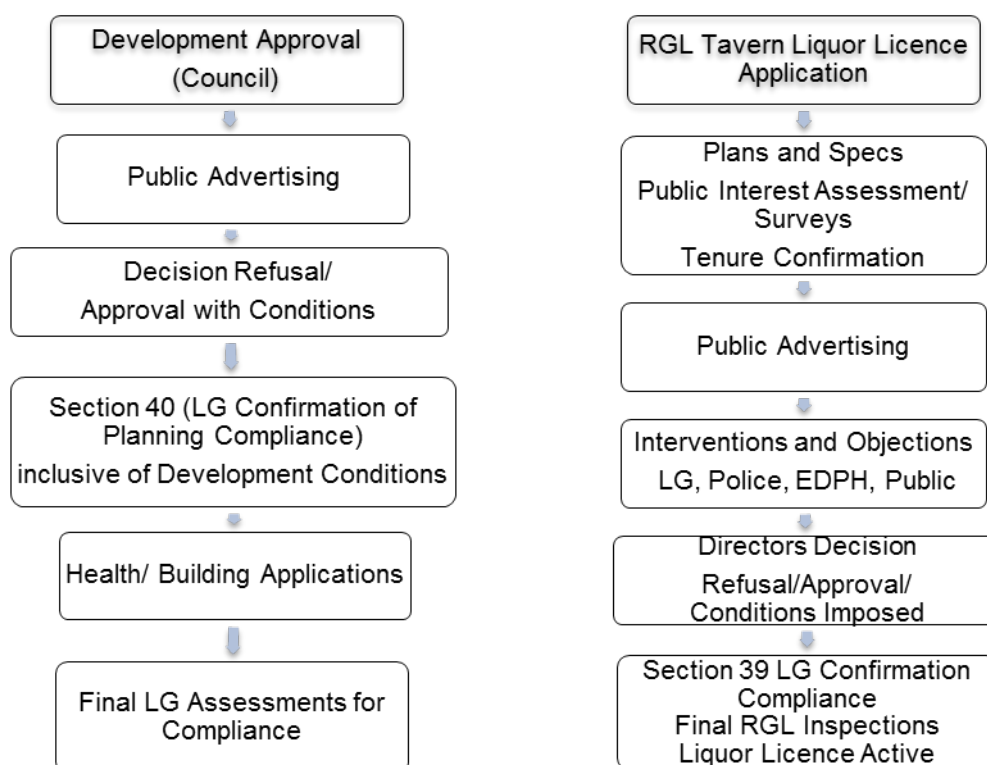 Development Approval
(Council)
Public Advertising
Decision Refusal/
Approval with Conditions
Section 40 (LG Confirmation of
Planning Compliance)
inclusive of Development Conditions
Health/ Building Applications
Final LG Assessments for
Compliance
RGL Tavern Liquor Licence
Application
Plans and Specs
Public Interest Assessment/
Surveys
Tenure Confirmation
Public Advertising
Interventions and Objections
LG, Police, EDPH, Public
Directors Decision
Refusal/Approval/
Conditions Imposed
Section 39 LG Confirmation
Compliance
Final RGL Inspections
Liquor Licence Active